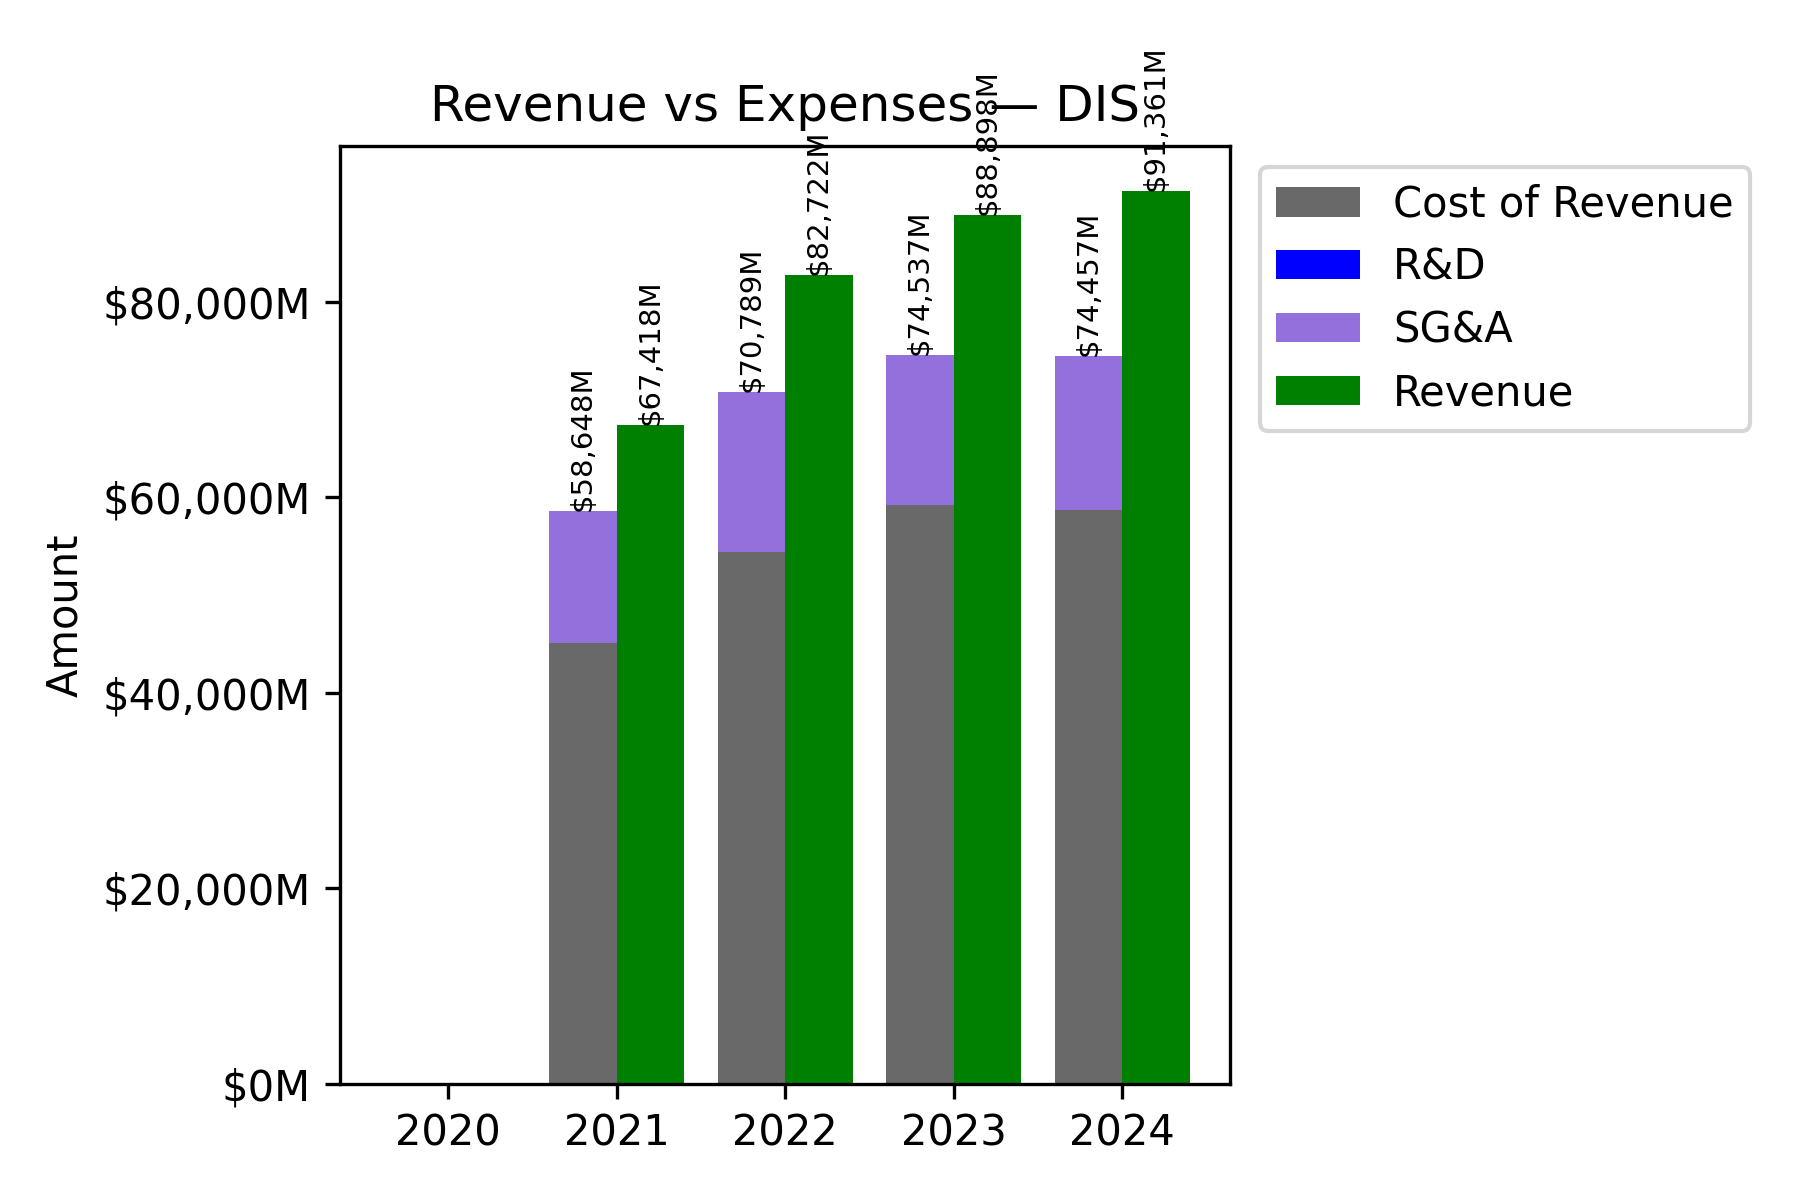 Revenue vs Expenses — DIS
Amount
$80,000M
$60,000M
$40,000M
$20,000M
$0M
$58,648M
$67,418M
$70,789M
$82,722M
$74,537M
$88,898M
$74,457M
$91,361M
2020 2021 2022 2023 2024
Cost of Revenue
R&D
SG&A
Revenue